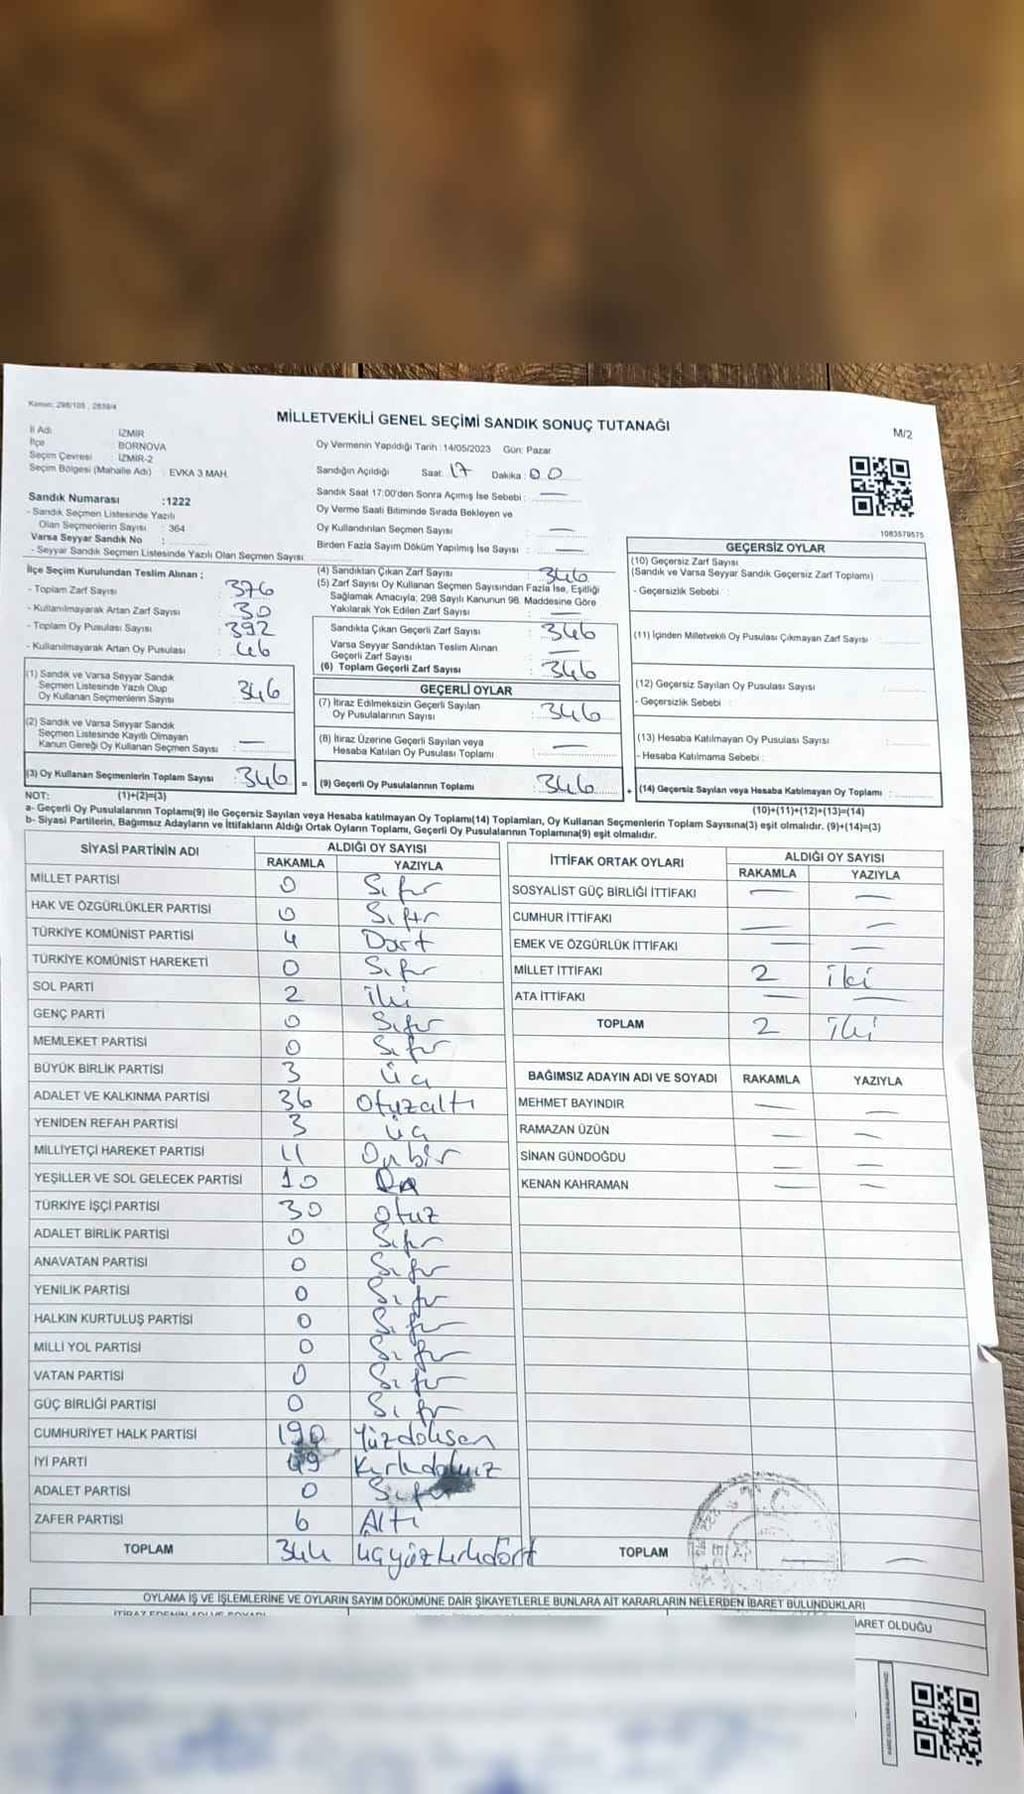 Kanun: 298/105 , 2839/4
MİLLETVEKİLİ GENEL SEÇİMİ SANDIK SONUÇ TUTANAĞI
M/2
İl Adı : İZMİR
İlçe : BORNOVA
Seçim Çevresi : İZMİR-2
Seçim Bölgesi (Mahalle Adı) : EVKA 3 MAH.
Oy Vermenin Yapıldığı Tarih :14/05/2023 Gün: Pazar
Sandığın Açıldığı Saat: 17 Dakika: 00
Sandık Saat 17:00'den Sonra Açılmış İse Sebebi : —
Oy Verme Saati Bitiminde Sırada Bekleyen ve
Oy Kullandırılan Seçmen Sayısı : —
Birden Fazla Sayım Döküm Yapılmış İse Sayısı : —
1083579575
Sandık Numarası :1222
- Sandık Seçmen Listesinde Yazılı
Olan Seçmenlerin Sayısı : 364
Varsa Seyyar Sandık No :
- Seyyar Sandık Seçmen Listesinde Yazılı Olan Seçmen Sayısı
İlçe Seçim Kurulundan Teslim Alınan ;
- Toplam Zarf Sayısı : 376
- Kullanılmayarak Artan Zarf Sayısı : 30
- Toplam Oy Pusulası Sayısı : 392
- Kullanılmayarak Artan Oy Pusulası : 46
(1) Sandık ve Varsa Seyyar Sandık
Seçmen Listesinde Yazılı Olup
Oy Kullanan Seçmenlerin Sayısı : 346
(2) Sandık ve Varsa Seyyar Sandık
Seçmen Listesinde Kayıtlı Olmayan
Kanun Gereği Oy Kullanan Seçmen Sayısı : —
(3) Oy Kullanan Seçmenlerin Toplam Sayısı : 346 =
(4) Sandıktan Çıkan Zarf Sayısı : 346
(5) Zarf Sayısı Oy Kullanan Seçmen Sayısından Fazla İse, Eşitliği
Sağlamak Amacıyla; 298 Sayılı Kanunun 98. Maddesine Göre
Yakılarak Yok Edilen Zarf Sayısı : —
Sandıkta Çıkan Geçerli Zarf Sayısı : 346
Varsa Seyyar Sandıktan Teslim Alınan
Geçerli Zarf Sayısı : —
(6) Toplam Geçerli Zarf Sayısı : 346
GEÇERLİ OYLAR
(7) İtiraz Edilmeksizin Geçerli Sayılan
Oy Pusulalarının Sayısı : 346
(8) İtiraz Üzerine Geçerli Sayılan veya
Hesaba Katılan Oy Pusulası Toplamı : —
(9) Geçerli Oy Pusulalarının Toplamı : 346 +
GEÇERSİZ OYLAR
(10) Geçersiz Zarf Sayısı
(Sandık ve Varsa Seyyar Sandık Geçersiz Zarf Toplamı) :
- Geçersizlik Sebebi :
(11) İçinden Milletvekili Oy Pusulası Çıkmayan Zarf Sayısı :
(12) Geçersiz Sayılan Oy Pusulası Sayısı :
- Geçersizlik Sebebi :
(13) Hesaba Katılmayan Oy Pusulası Sayısı :
- Hesaba Katılmama Sebebi :
(14) Geçersiz Sayılan veya Hesaba Katılmayan Oy Toplamı :
NOT: (1)+(2)=(3) (10)+(11)+(12)+(13)=(14)
a- Geçerli Oy Pusulalarının Toplamı(9) ile Geçersiz Sayılan veya Hesaba katılmayan Oy Toplamı(14) Toplamları, Oy Kullanan Seçmenlerin Toplam Sayısına(3) eşit olmalıdır. (9)+(14)=(3)
b- Siyasi Partilerin, Bağımsız Adayların ve İttifakların Aldığı Ortak Oyların Toplamı, Geçerli Oy Pusulalarının Toplamına(9) eşit olmalıdır.
SİYASİ PARTİNİN ADI ALDIĞI OY SAYISI
RAKAMLA YAZIYLA
MİLLET PARTİSİ 0 Sıfır
HAK VE ÖZGÜRLÜKLER PARTİSİ 0 Sıfır
TÜRKİYE KOMÜNİST PARTİSİ 4 Dört
TÜRKİYE KOMÜNİST HAREKETİ 0 Sıfır
SOL PARTİ 2 iki
GENÇ PARTİ 0 Sıfır
MEMLEKET PARTİSİ 0 Sıfır
BÜYÜK BİRLİK PARTİSİ 3 üç
ADALET VE KALKINMA PARTİSİ 36 Otuzaltı
YENİDEN REFAH PARTİSİ 3 üç
MİLLİYETÇİ HAREKET PARTİSİ 11 Onbir
YEŞİLLER VE SOL GELECEK PARTİSİ 10 On
TÜRKİYE İŞÇİ PARTİSİ 30 otuz
ADALET BİRLİK PARTİSİ 0 Sıfır
ANAVATAN PARTİSİ 0 Sıfır
YENİLİK PARTİSİ 0 Sıfır
HALKIN KURTULUŞ PARTİSİ 0 Sıfır
MİLLİ YOL PARTİSİ 0 Sıfır
VATAN PARTİSİ 0 Sıfır
GÜÇ BİRLİĞİ PARTİSİ 0 Sıfır
CUMHURİYET HALK PARTİSİ 190 Yüzdoksan
İYİ PARTİ 49 Kırkdokuz
ADALET PARTİSİ 0 Sıfır
ZAFER PARTİSİ 6 Altı
TOPLAM 344 üçyüzkırkdört
İTTİFAK ORTAK OYLARI ALDIĞI OY SAYISI
RAKAMLA YAZIYLA
SOSYALİST GÜÇ BİRLİĞİ İTTİFAKI — —
CUMHUR İTTİFAKI — —
EMEK VE ÖZGÜRLÜK İTTİFAKI — —
MİLLET İTTİFAKI 2 iki
ATA İTTİFAKI — —
TOPLAM 2 iki
BAĞIMSIZ ADAYIN ADI VE SOYADI RAKAMLA YAZIYLA
MEHMET BAYINDIR — —
RAMAZAN ÜZÜN — —
SİNAN GÜNDOĞDU — —
KENAN KAHRAMAN — —
TOPLAM — —
OYLAMA İŞ VE İŞLEMLERİNE VE OYLARIN SAYIM DÖKÜMÜNE DAİR ŞİKAYETLERLE BUNLARA AİT KARARLARIN NELERDEN İBARET BULUNDUKLARI
BARET OLDUĞU